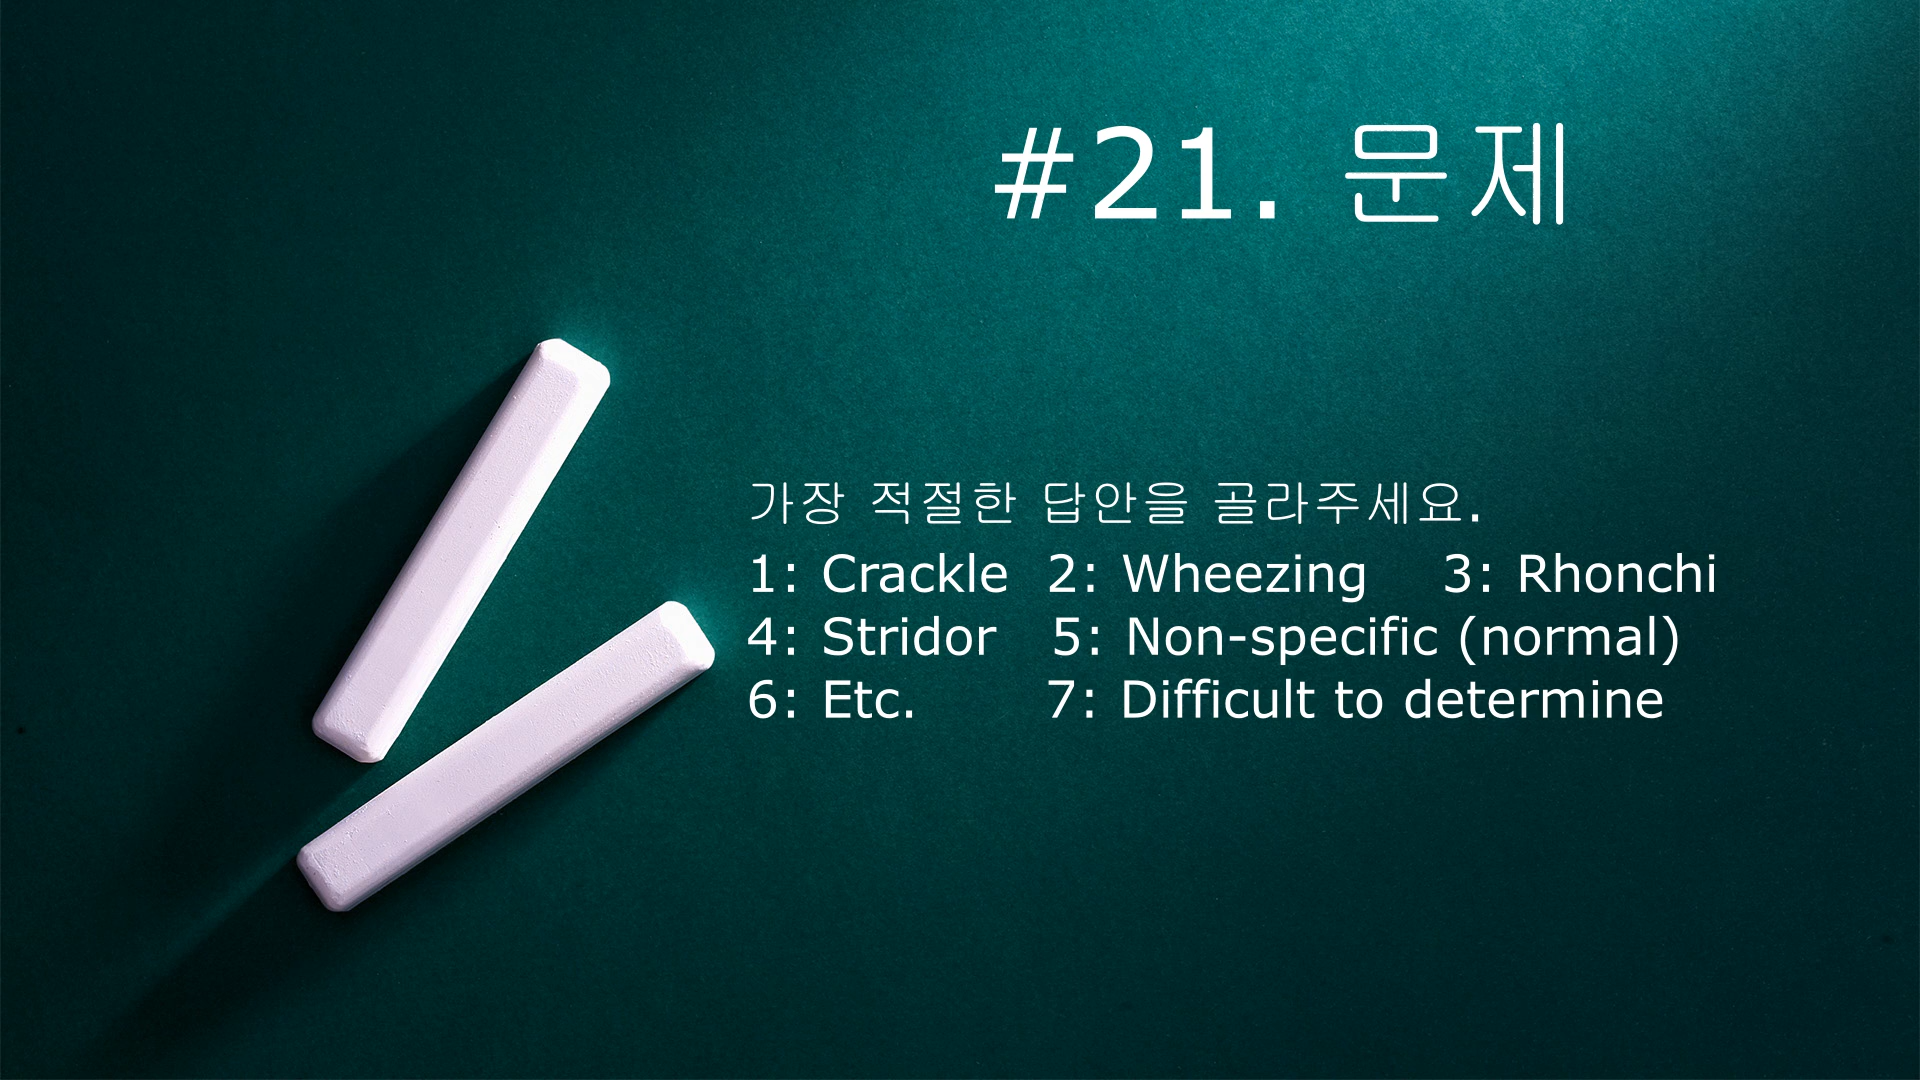 #21. 문제
가장 적절한 답안을 골라주세요.
1: Crackle 2: Wheezing 3: Rhonchi
4: Stridor 5: Non-specific (normal)
6: Etc. 7: Difficult to determine